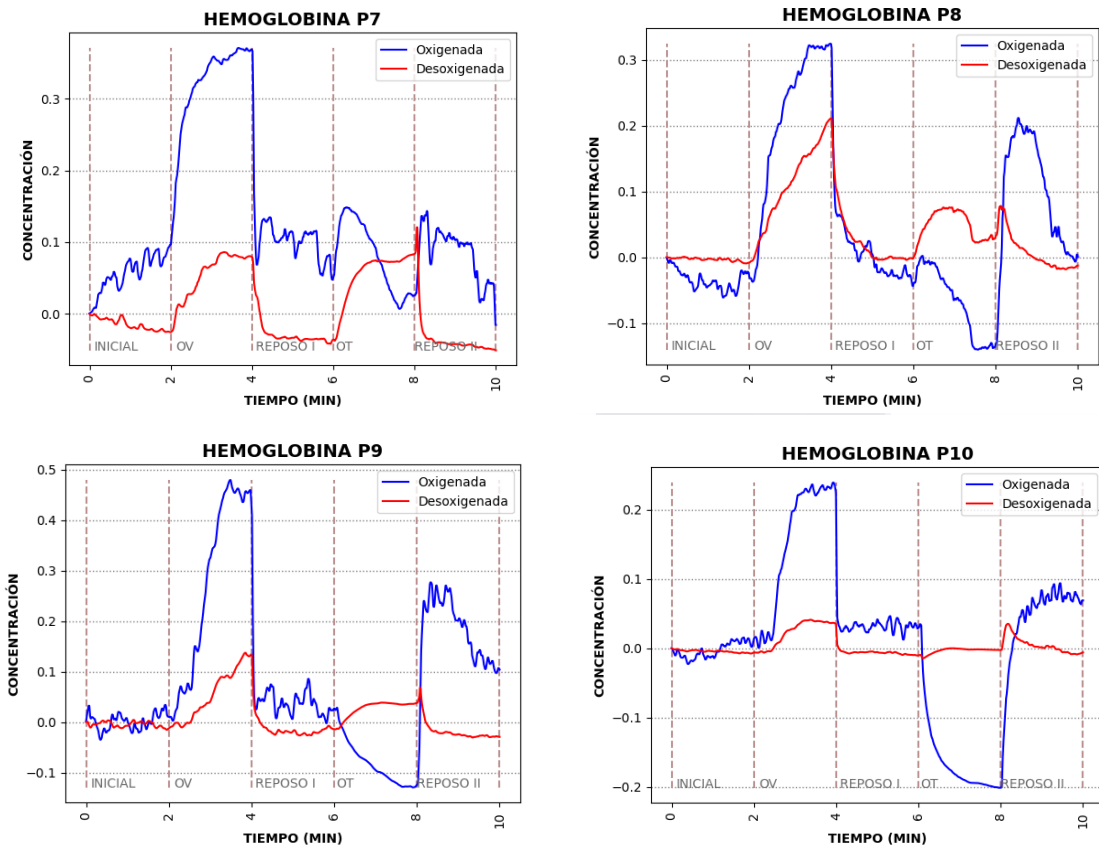 HEMOGLOBINA P7
Oxigenada
Desoxigenada
CONCENTRACIÓN
0.3
0.2
0.1
0.0
INICIAL OV REPOSO I OT REPOSO II
0 2 4 6 8 10
TIEMPO (MIN)
HEMOGLOBINA P8
Oxigenada
Desoxigenada
CONCENTRACIÓN
0.3
0.2
0.1
0.0
−0.1
INICIAL OV REPOSO I OT REPOSO II
0 2 4 6 8 10
TIEMPO (MIN)
HEMOGLOBINA P9
Oxigenada
Desoxigenada
CONCENTRACIÓN
0.5
0.4
0.3
0.2
0.1
0.0
−0.1
INICIAL OV REPOSO I OT REPOSO II
0 2 4 6 8 10
TIEMPO (MIN)
HEMOGLOBINA P10
Oxigenada
Desoxigenada
CONCENTRACIÓN
0.2
0.1
0.0
−0.1
−0.2
INICIAL OV REPOSO I OT REPOSO II
0 2 4 6 8 10
TIEMPO (MIN)